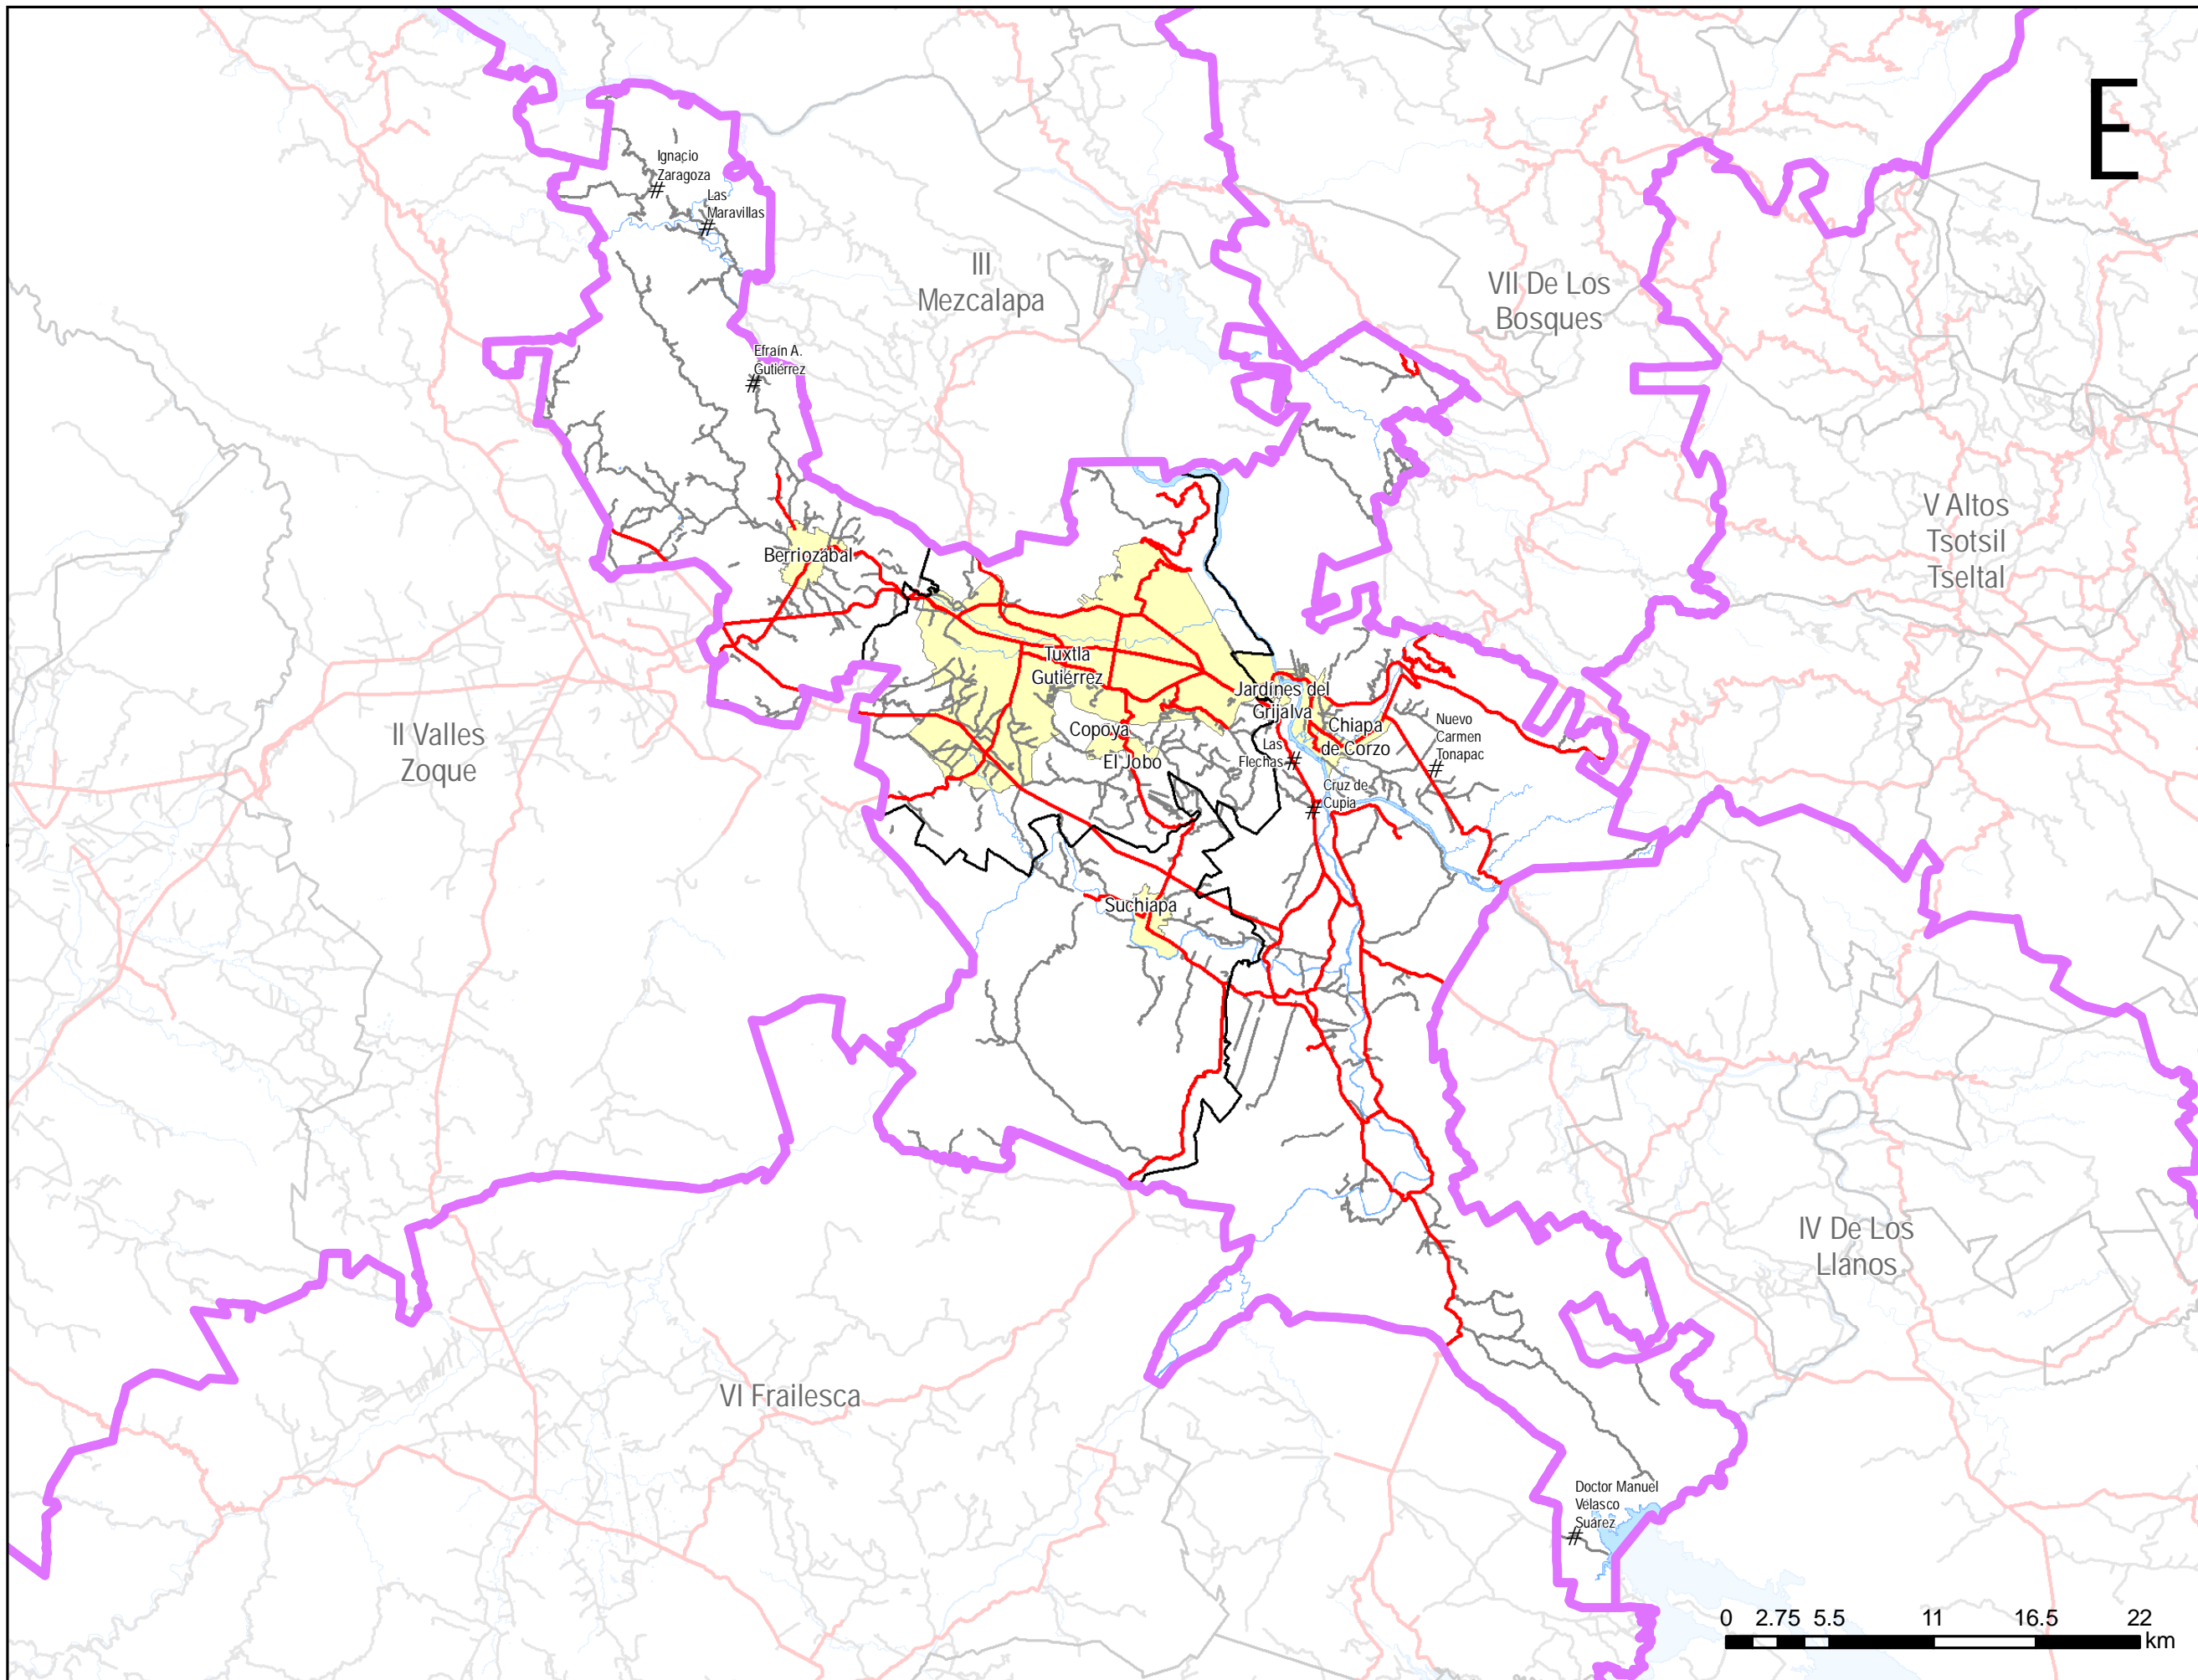 E
Ignacio
Zaragoza
#
Las
Maravillas
#
III
Mezcalapa
VII De Los
Bosques
Efraín A.
Gutiérrez
#
V Altos
Tsotsil
Tseltal
Berriozábal
Tuxtla
Gutiérrez
Jardínes del
Grijalva
Copoya
Chiapa
de Corzo
Nuevo
Carmen
Tonapac
#
II Valles
Zoque
El Jobo
Las
Flechas
#
Cruz de
Cupía
#
Suchiapa
IV De Los
Llanos
VI Frailesca
Doctor Manuel
Velasco
Suárez
#
0 2.75 5.5 11 16.5 22
km